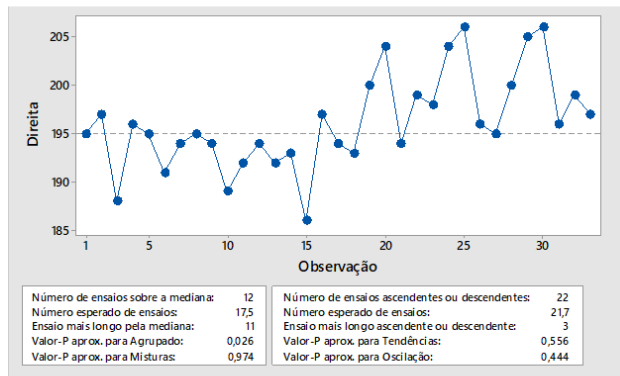 205
200
195
190
185
Direita
1
5
10
15
20
25
30
Observação
Número de ensaios sobre a mediana: 12
Número esperado de ensaios: 17,5
Ensaio mais longo pela mediana: 11
Valor-P aprox. para Agrupado: 0,026
Valor-P aprox. para Misturas: 0,974
Número de ensaios ascendentes ou descendentes: 22
Número esperado de ensaios: 21,7
Ensaio mais longo ascendente ou descendente: 3
Valor-P aprox. para Tendências: 0,556
Valor-P aprox. para Oscilação: 0,444